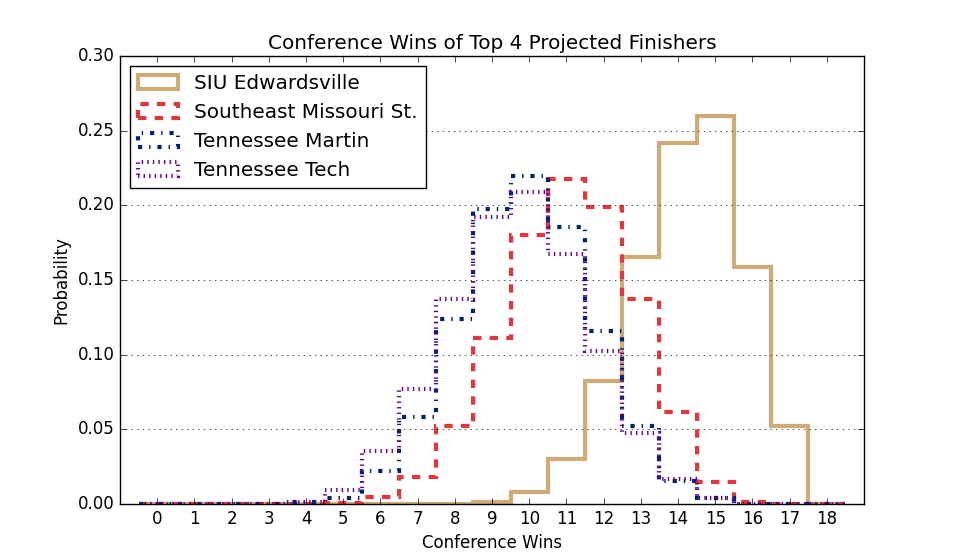 Conference Wins of Top 4 Projected Finishers
0.30
0.25
0.20
0.15
0.10
0.05
0.00
Probability
SIU Edwardsville
Southeast Missouri St.
Tennessee Martin
Tennessee Tech
0 1 2 3 4 5 6 7 8 9 10 11 12 13 14 15 16 17 18
Conference Wins